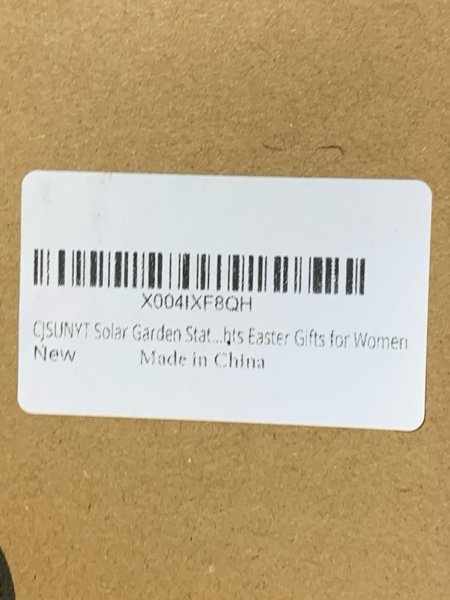 X004IXF8QH
CJSUNYT Solar Garden Stat...hts Easter Gifts for Women
New Made in China